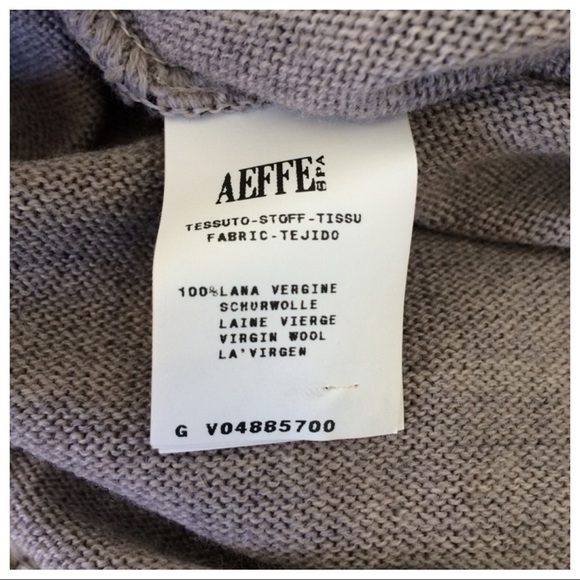 AEFFE SPA
TESSUTO-STOFF-TISSU
FABRIC-TEJIDO
100%LANA VERGINE
SCHURWOLLE
LAINE VIERGE
VIRGIN WOOL
LA'VIRGEN
G V04885700